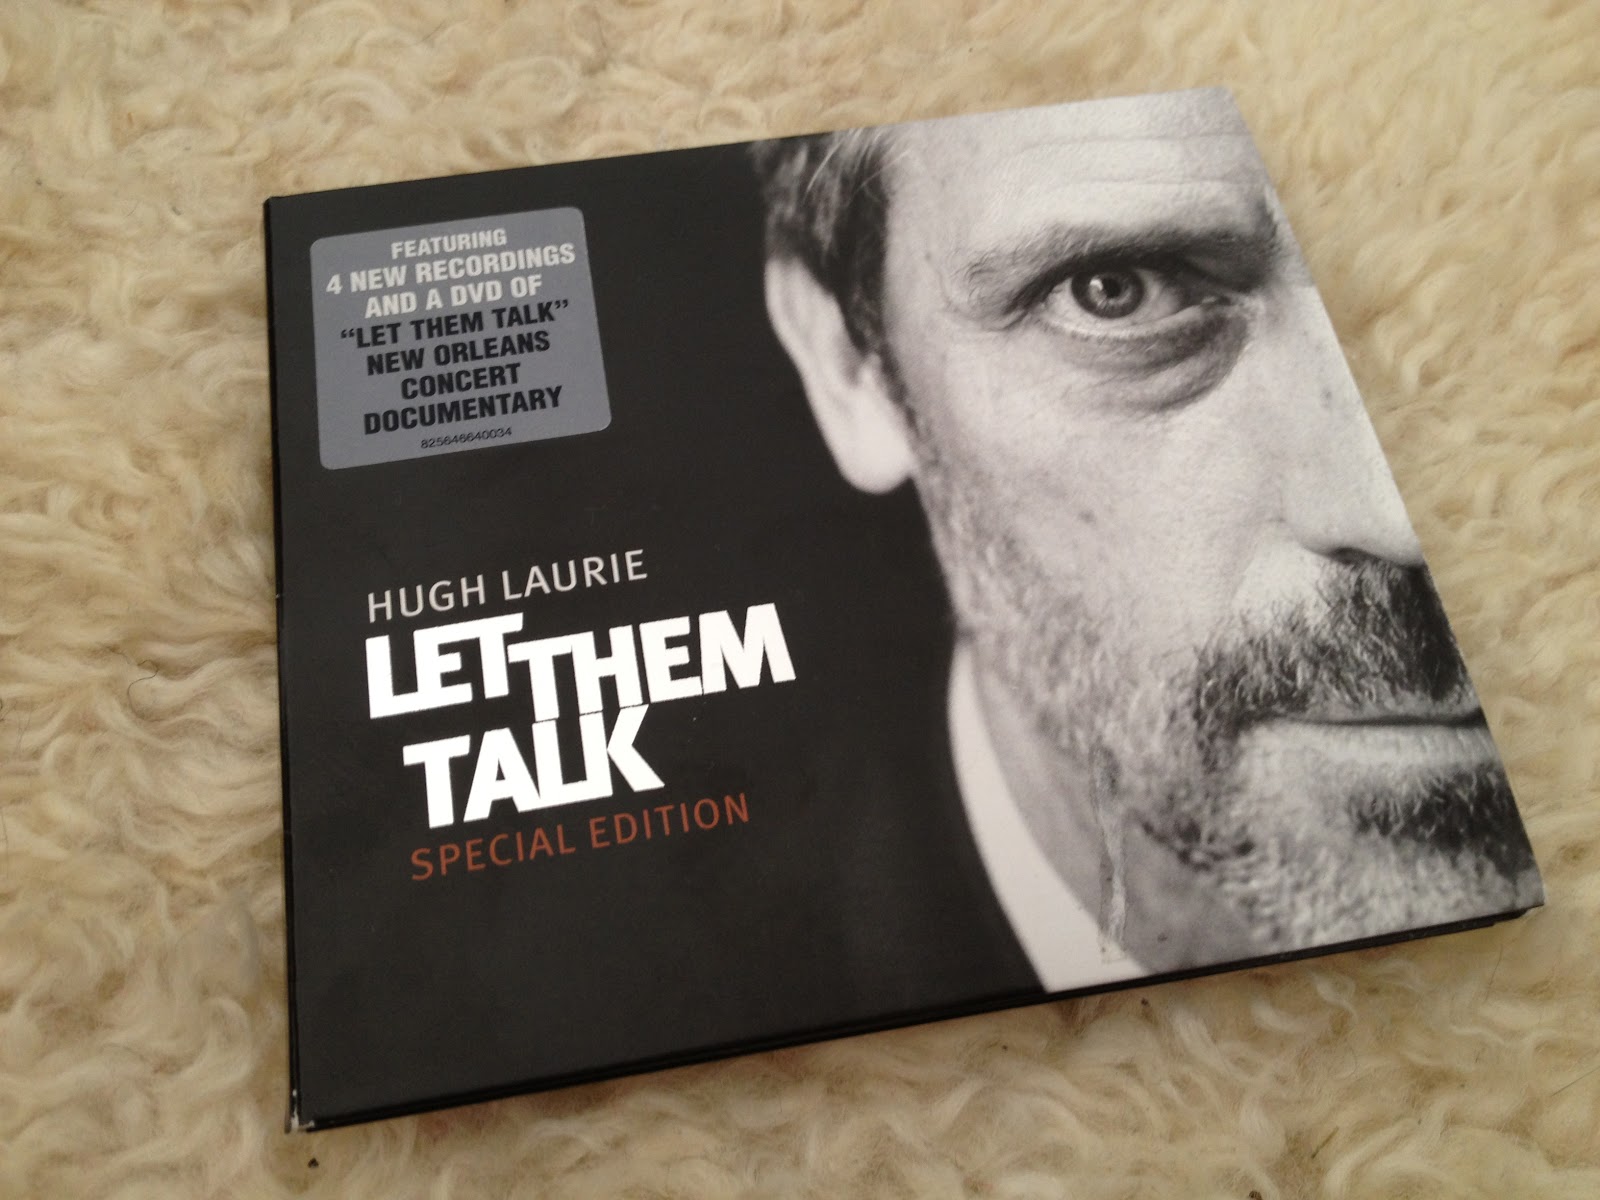 FEATURING
4 NEW RECORDINGS
AND A DVD OF
“LET THEM TALK”
NEW ORLEANS
CONCERT
DOCUMENTARY
825646640034
HUGH LAURIE
LET THEM
TALK
SPECIAL EDITION